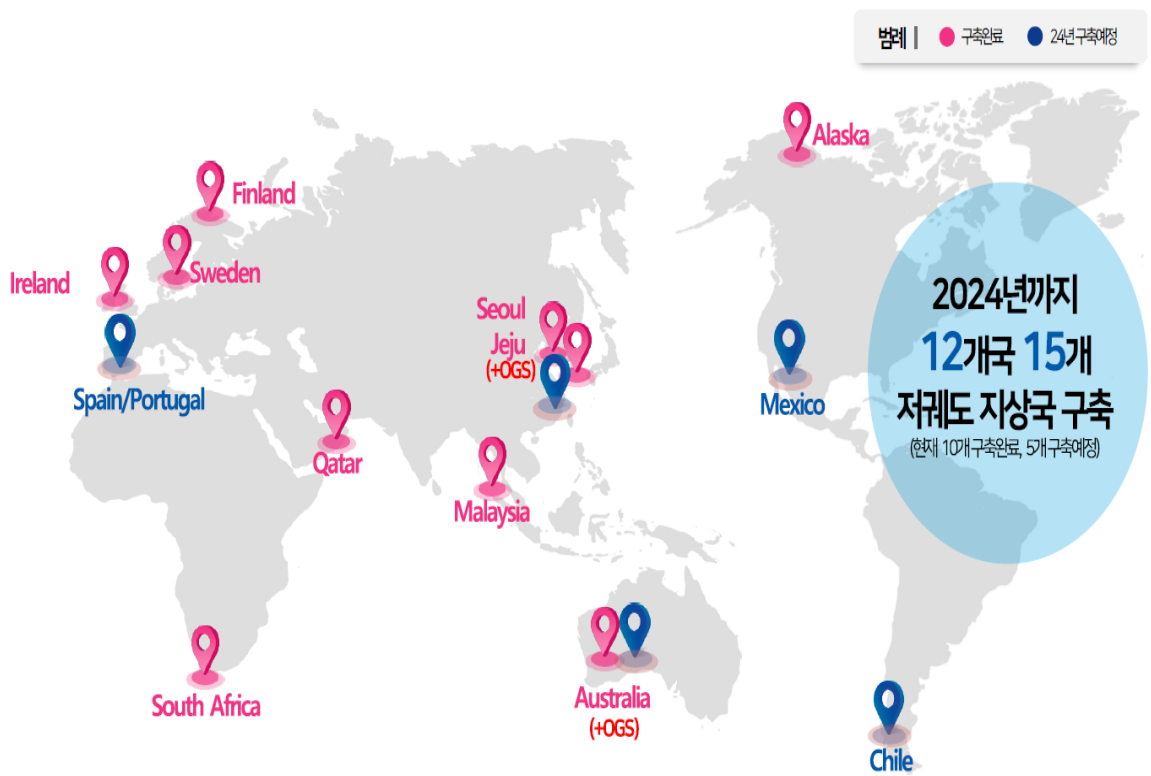 범례 | 구축완료 24년 구축예정
Alaska
Finland
Sweden
Ireland
Seoul
Jeju
(+OGS)
Spain/Portugal
Mexico
Qatar
Malaysia
South Africa
Australia
(+OGS)
Chile
2024년까지
12개국 15개
저궤도 지상국 구축
(현재 10개 구축완료, 5개 구축예정)